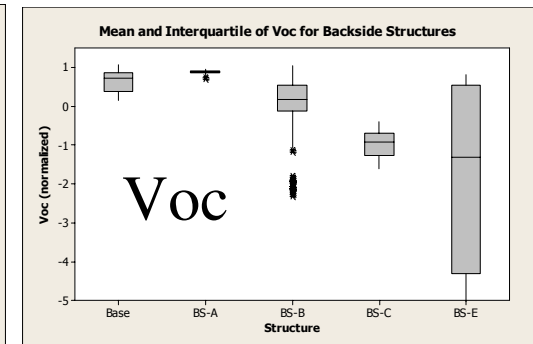 Mean and Interquartile of Voc for Backside Structures
Voc (normalized)
1
0
-1
-2
-3
-4
-5
Voc
Base BS-A BS-B BS-C BS-E
Structure